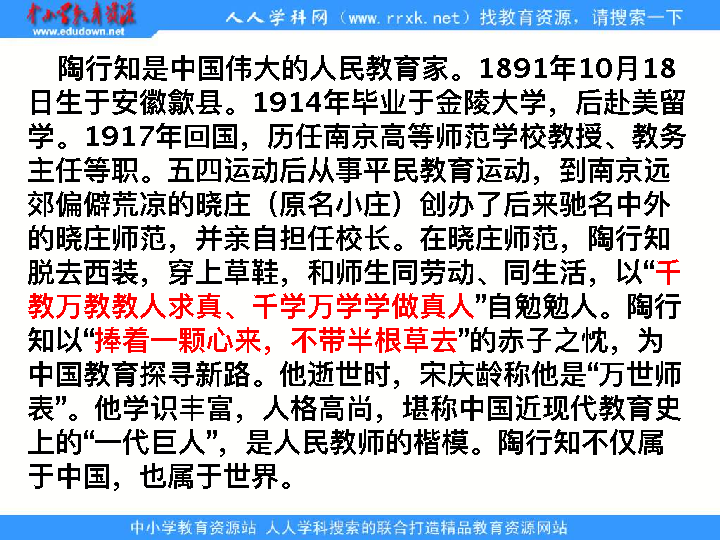 中小学教育资源
www.edudown.net
人人学科网（www.rrxk.net）找教育资源，请搜索一下
陶行知是中国伟大的人民教育家。1891年10月18
日生于安徽歙县。1914年毕业于金陵大学，后赴美留
学。1917年回国，历任南京高等师范学校教授、教务
主任等职。五四运动后从事平民教育运动，到南京远
郊偏僻荒凉的晓庄（原名小庄）创办了后来驰名中外
的晓庄师范，并亲自担任校长。在晓庄师范，陶行知
脱去西装，穿上草鞋，和师生同劳动、同生活，以“千
教万教教人求真、千学万学学做真人”自勉勉人。陶行
知以“捧着一颗心来，不带半根草去”的赤子之忱，为
中国教育探寻新路。他逝世时，宋庆龄称他是“万世师
表”。他学识丰富，人格高尚，堪称中国近现代教育史
上的“一代巨人”，是人民教师的楷模。陶行知不仅属
于中国，也属于世界。
中小学教育资源站 人人学科搜索的联合打造精品教育资源网站